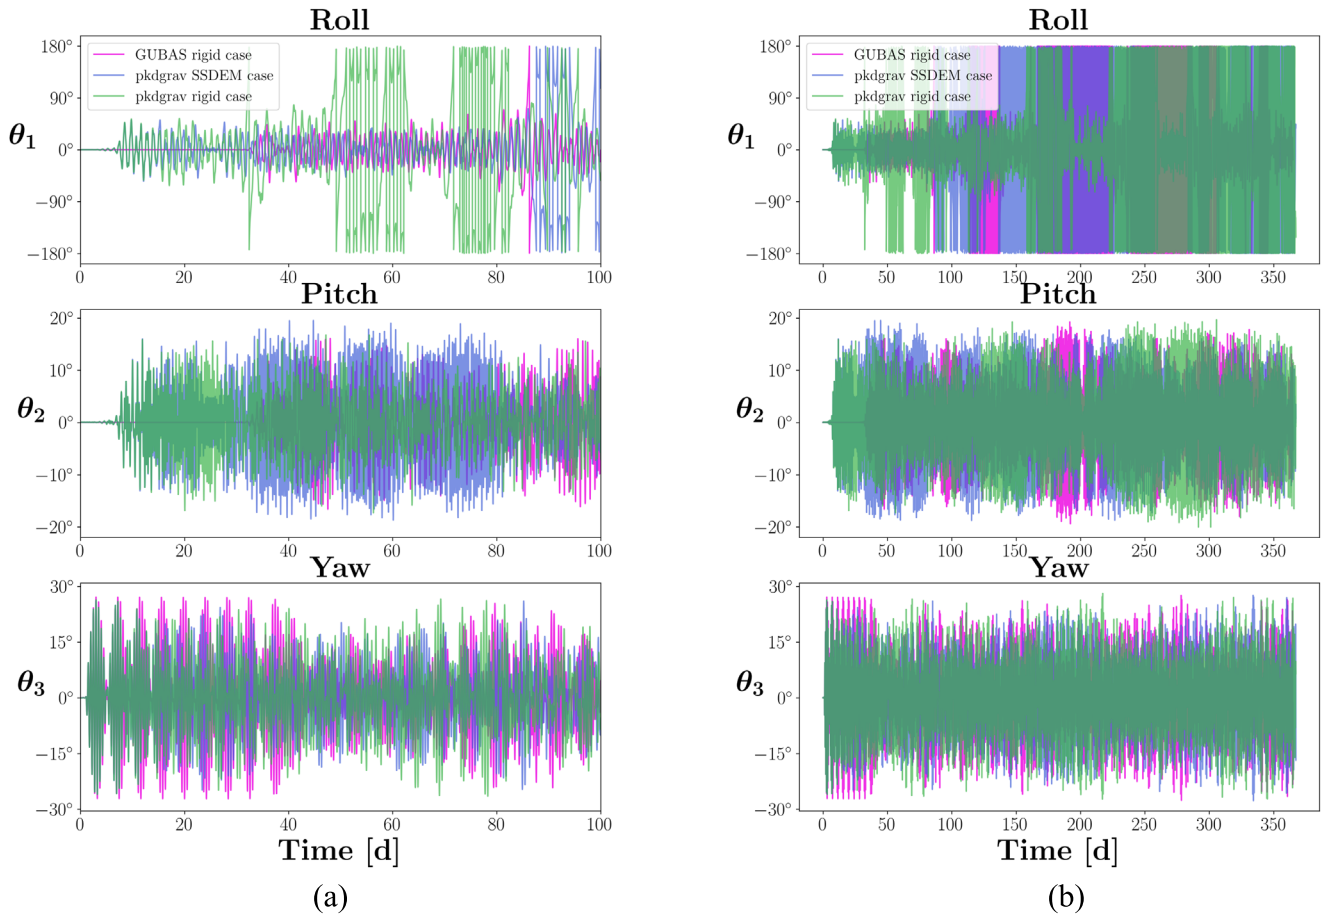 Roll
180°
90°
0°
−90°
−180°
θ1
GUBAS rigid case
pkdgrav SSDEM case
pkdgrav rigid case
0 20 40 60 80 100
Pitch
20°
10°
0°
−10°
−20°
θ2
0 20 40 60 80 100
Yaw
30°
15°
0°
−15°
−30°
θ3
0 20 40 60 80 100
Time [d]
(a)
Roll
180°
90°
0°
−90°
−180°
θ1
GUBAS rigid case
pkdgrav SSDEM case
pkdgrav rigid case
0 50 100 150 200 250 300 350
Pitch
20°
10°
0°
−10°
−20°
θ2
0 50 100 150 200 250 300 350
Yaw
30°
15°
0°
−15°
−30°
θ3
0 50 100 150 200 250 300 350
Time [d]
(b)